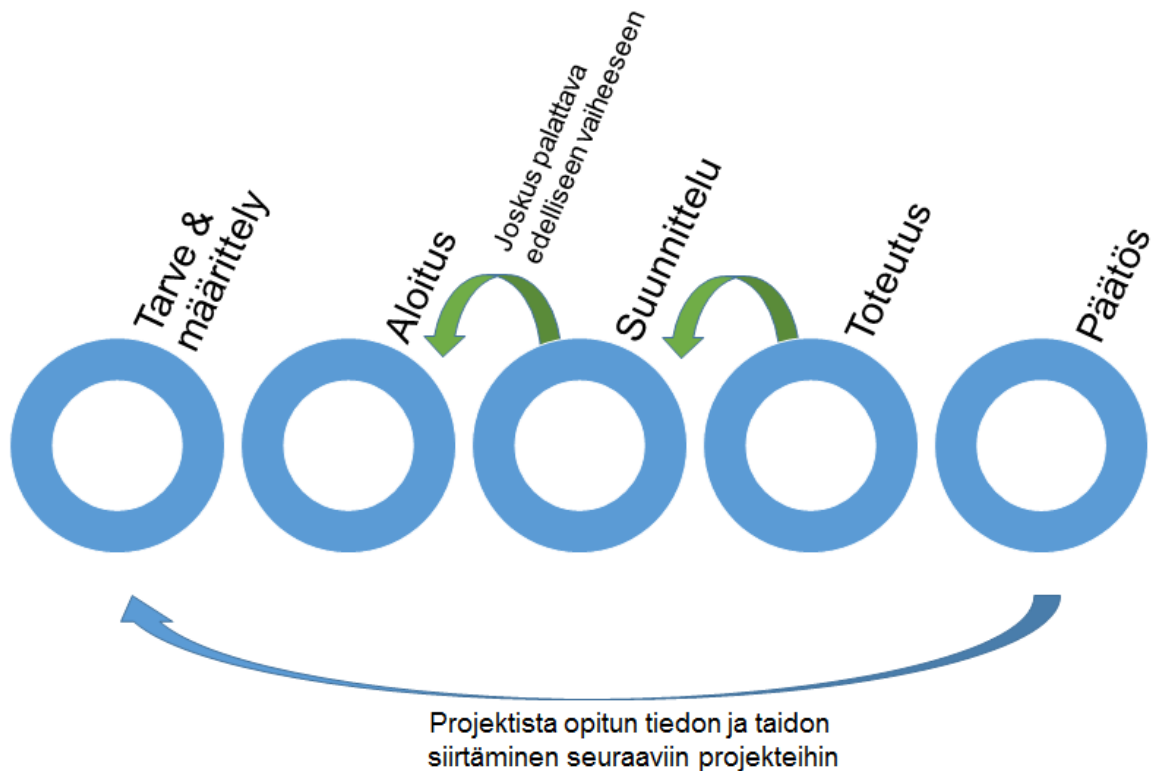 Tarve &
määrittely
Aloitus
Joskus palattava
edelliseen vaiheeseen
Suunnittelu
Toteutus
Päätös
Projektista opitun tiedon ja taidon
siirtäminen seuraaviin projekteihin